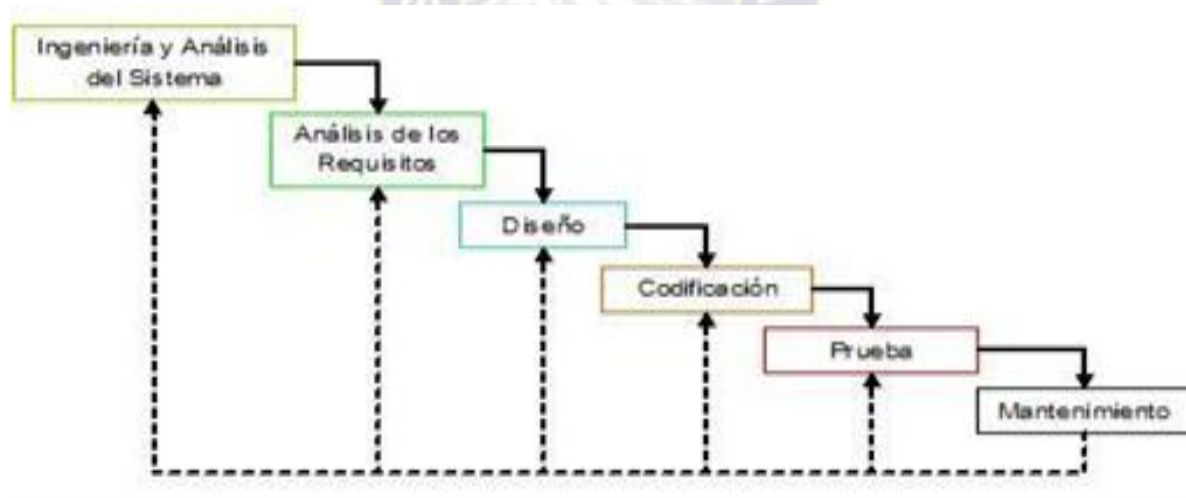 Ingeniería y Análisis
del Sistema
Análisis de los
Requisitos
Diseño
Codificación
Prueba
Mantenimiento